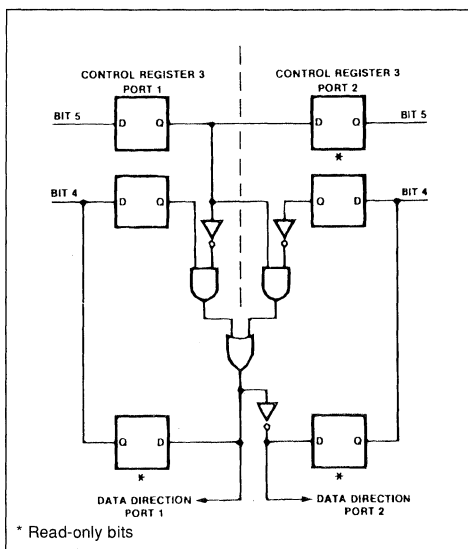 CONTROL REGISTER 3
PORT 1
CONTROL REGISTER 3
PORT 2
BIT 5
D
Q
D
Q
BIT 5
*
BIT 4
D
Q
Q
D
BIT 4
Q
D
D
Q
*
*
DATA DIRECTION
PORT 1
DATA DIRECTION
PORT 2
* Read-only bits